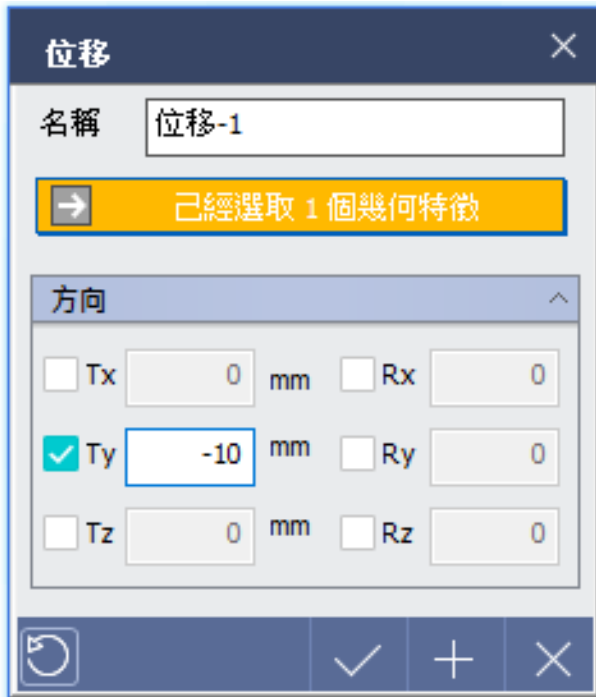 位移
名稱 位移-1
己經選取 1 個幾何特徵
方向
Tx 0 mm Rx 0
Ty -10 mm Ry 0
Tz 0 mm Rz 0